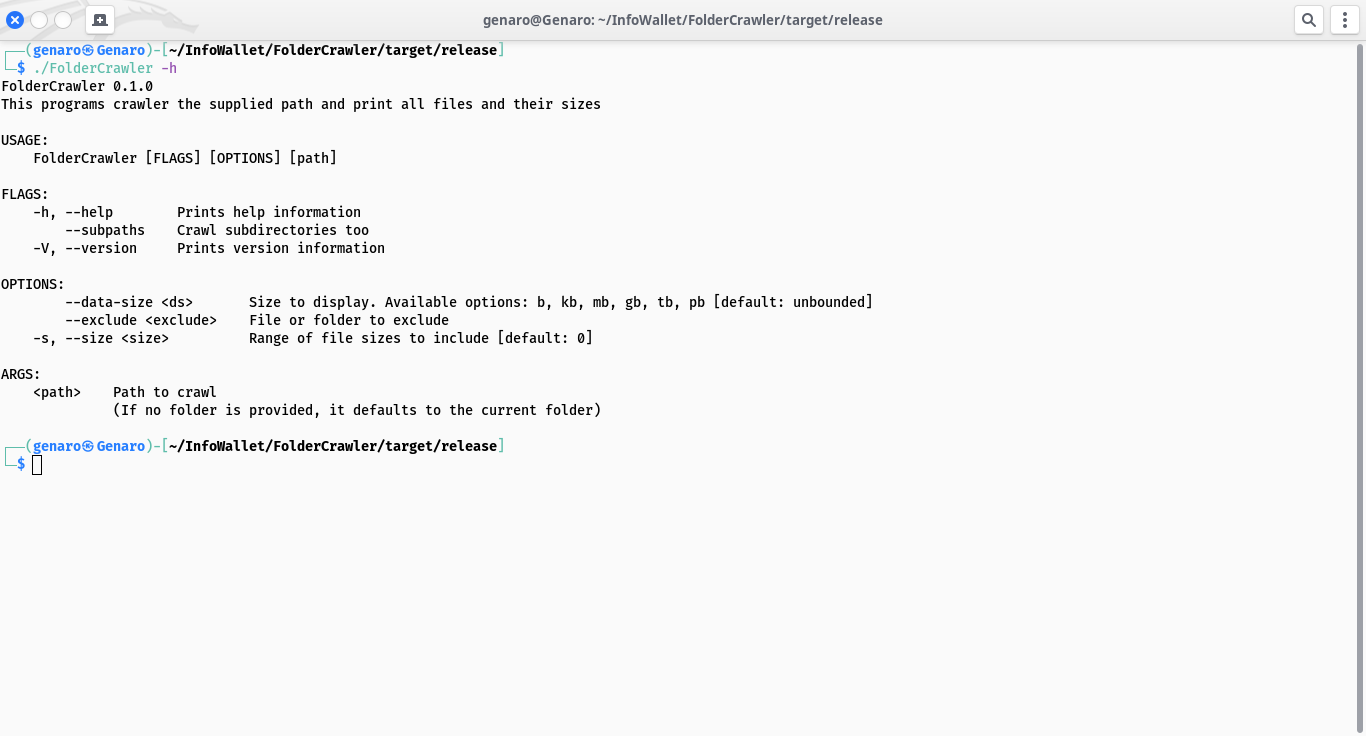 genaro@Genaro: ~/InfoWallet/FolderCrawler/target/release
┌──(genaro㉿Genaro)-[~/InfoWallet/FolderCrawler/target/release]
└─$ ./FolderCrawler -h
FolderCrawler 0.1.0
This programs crawler the supplied path and print all files and their sizes

USAGE:
    FolderCrawler [FLAGS] [OPTIONS] [path]

FLAGS:
    -h, --help        Prints help information
        --subpaths    Crawl subdirectories too
    -V, --version     Prints version information

OPTIONS:
        --data-size <ds>       Size to display. Available options: b, kb, mb, gb, tb, pb [default: unbounded]
        --exclude <exclude>    File or folder to exclude
    -s, --size <size>          Range of file sizes to include [default: 0]

ARGS:
    <path>    Path to crawl
              (If no folder is provided, it defaults to the current folder)

┌──(genaro㉿Genaro)-[~/InfoWallet/FolderCrawler/target/release]
└─$